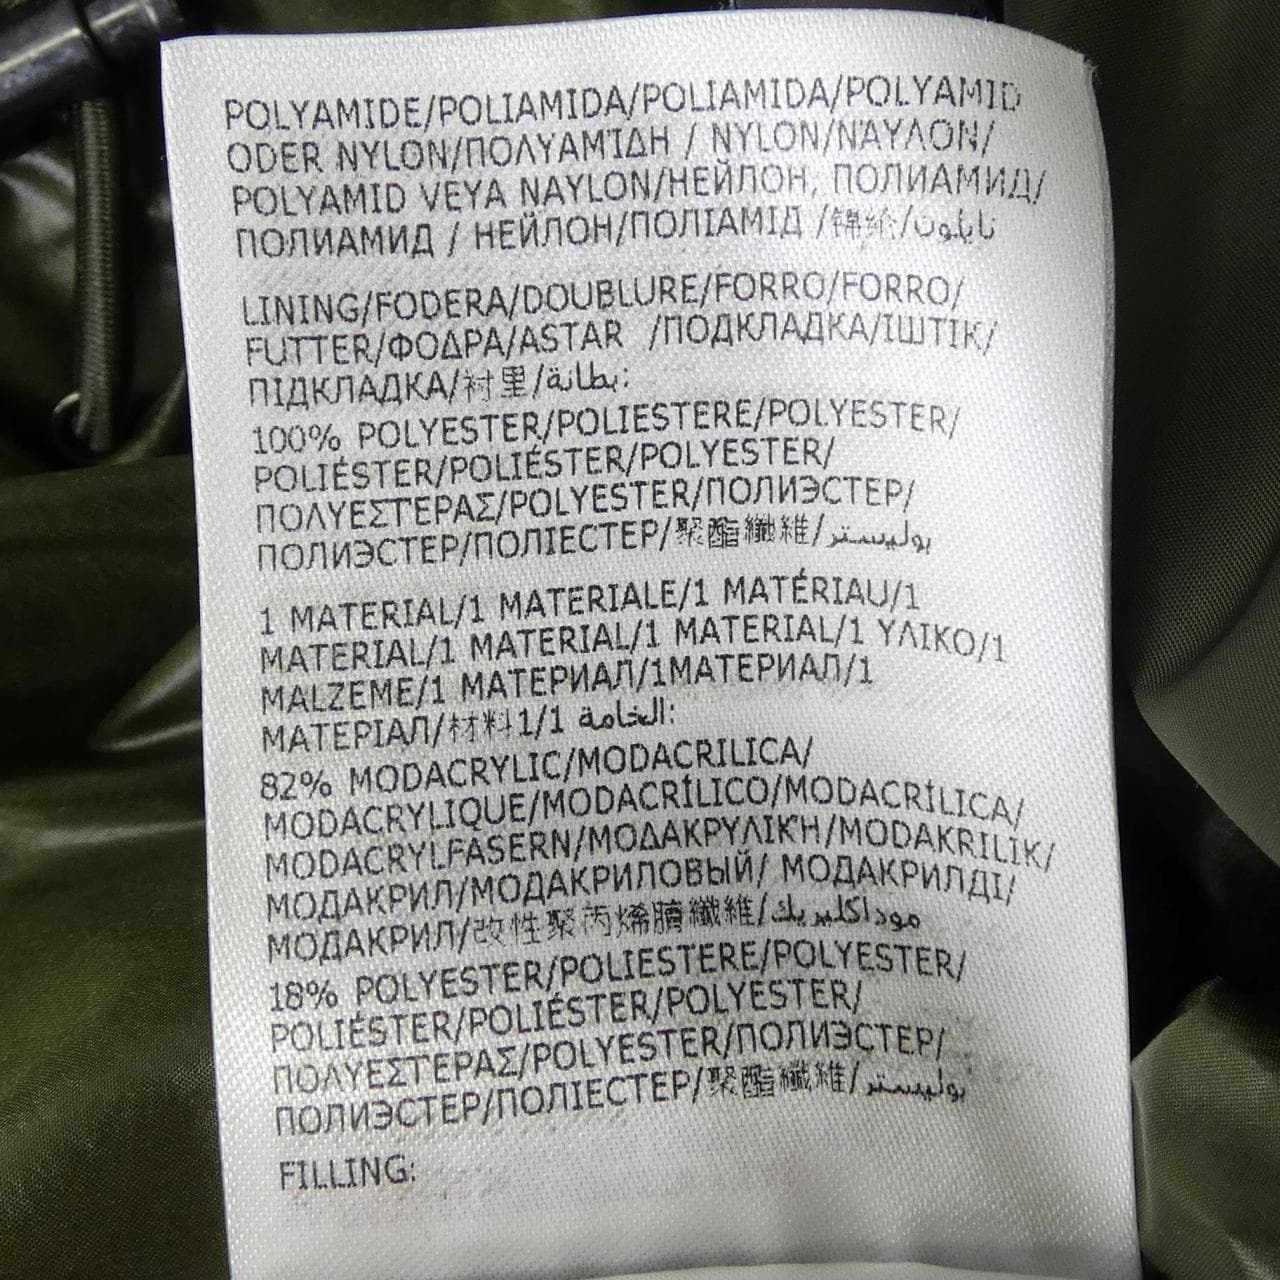 POLYAMIDE/POLIAMIDA/POLIAMIDA/POLYAMID
ODER NYLON/ΠΟΛΥΑΜΊΔΗ / NYLON/ΝΆΥΛΟΝ/
POLYAMID VEYA NAYLON/НЕЙЛОН, ПОЛИАМИД/
ПОЛИАМИД / НЕЙЛОН/ПОЛІАМІД /锦纶/نايلون
LINING/FODERA/DOUBLURE/FORRO/FORRO/
FUTTER/ΦΟΔΡΑ/ASTAR /ПОДКЛАДКА/ІШТІК/
ПІДКЛАДКА/衬里/بطانة:
100% POLYESTER/POLIESTERE/POLYESTER/
POLIÉSTER/POLIÉSTER/POLYESTER/
ΠΟΛΥΕΣΤΕΡΑΣ/POLYESTER/ПОЛИЭСТЕР/
ПОЛИЭСТЕР/ПОЛІЕСТЕР/聚酯纖維/بوليستر
1 MATERIAL/1 MATERIALE/1 MATÉRIAU/1
MATERIAL/1 MATERIAL/1 MATERIAL/1 ΥΛΙΚΟ/1
MALZEME/1 МАТЕРИАЛ/1МАТЕРИАЛ/1
МАТЕРІАЛ/材料1/1 الخامة:
82% MODACRYLIC/MODACRILICA/
MODACRYLIQUE/MODACRÍLICO/MODACRÍLICA/
MODACRYLFASERN/ΜΟΔΑΚΡΥΛΙΚΉ/MODAKRILIK/
МОДАКРИЛ/МОДАКРИЛОВЫЙ/ МОДАКРИЛДІ/
МОДАКРИЛ/改性聚丙烯腈纖維/موداكليريك
18% POLYESTER/POLIESTERE/POLYESTER/
POLIÉSTER/POLIÉSTER/POLYESTER/
ΠΟΛΥΕΣΤΕΡΑΣ/POLYESTER/ПОЛИЭСТЕР/
ПОЛИЭСТЕР/ПОЛІЕСТЕР/聚酯纖維/بوليستر
FILLING: